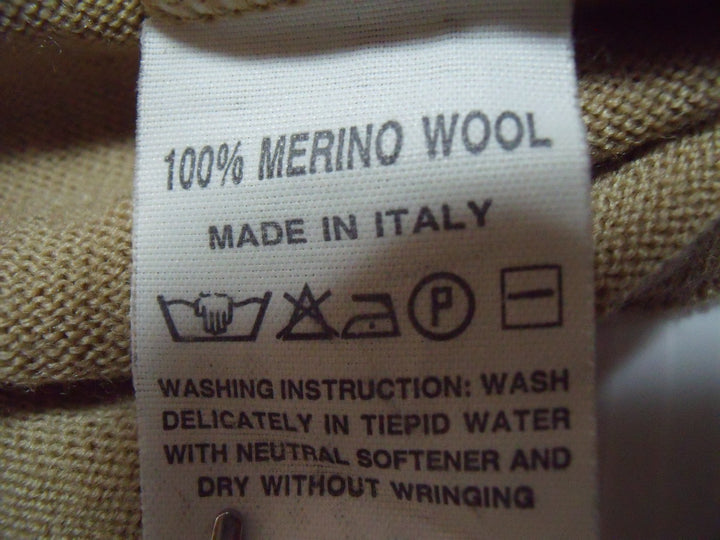 100% MERINO WOOL
MADE IN ITALY
P
WASHING INSTRUCTION: WASH
DELICATELY IN TIEPID WATER
WITH NEUTRAL SOFTENER AND
DRY WITHOUT WRINGING